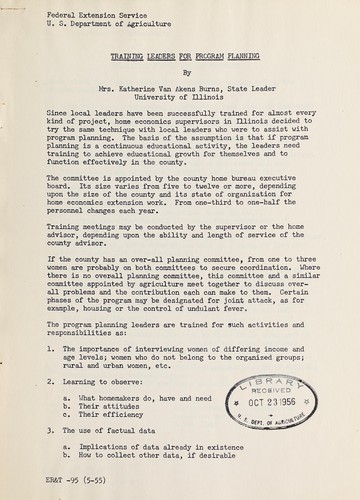 Federal Extension Service
U. S. Department of Agriculture
TRAINING LEADERS FOR PROGRAM PLANNING
By
Mrs. Katherine Van Akens Burns, State Leader
University of Illinois
Since local leaders have been successfully trained for almost every
kind of project, home economics supervisors in Illinois decided to
try the same technique with local leaders who were to assist with
program planning. The basis of the assumption is that if program
planning is a continuous educational activity, the leaders need
training to achieve educational growth for themselves and to
function effectively in the county.
The committee is appointed by the county home bureau executive
board. Its size varies from five to twelve or more, depending
upon the size of the county and its state of organization for
home economics extension work. From one-third to one-half the
personnel changes each year.
Training meetings may be conducted by the supervisor or the home
advisor, depending upon the ability and length of service of the
county advisor.
If the county has an over-all planning committee, from one to three
women are probably on both committees to secure coordination. Where
there is no overall planning committee, this committee and a similar
committee appointed by agriculture meet together to discuss over-
all problems and the contribution each can make to them. Certain
phases of the program may be designated for joint attack, as for
example, housing or the control of undulant fever.
The program planning leaders are trained for such activities and
responsibilities as:
1. The importance of interviewing women of differing income and
age levels; women who do not belong to the organized groups;
rural and urban women, etc.
2. Learning to observe:
a. What homemakers do, have and need
b. Their attitudes
c. Their efficiency
3. The use of factual data
a. Implications of data already in existence
b. How to collect other data, if desirable
LIBRARY
RECEIVED
OCT 23 1956
U. S. DEPT. OF AGRICULTURE
ER&T -95 (5-55)